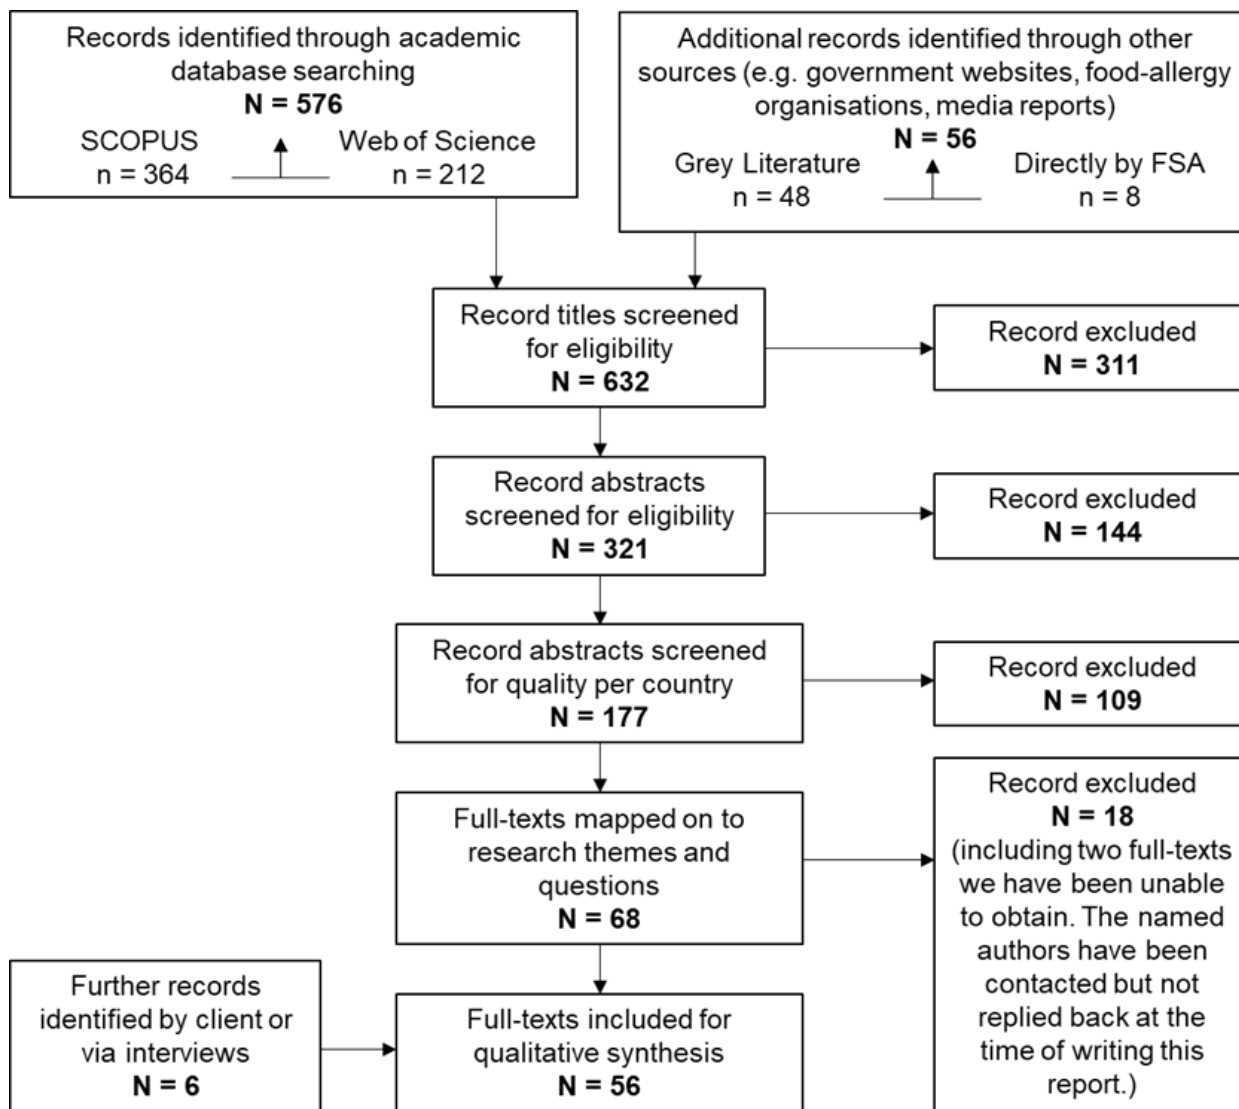 Records identified through academic
database searching
N = 576
SCOPUS
n = 364
Web of Science
n = 212
Additional records identified through other
sources (e.g. government websites, food-allergy
organisations, media reports)
N = 56
Grey Literature
n = 48
Directly by FSA
n = 8
Record titles screened
for eligibility
N = 632
Record excluded
N = 311
Record abstracts
screened for eligibility
N = 321
Record excluded
N = 144
Record abstracts screened
for quality per country
N = 177
Record excluded
N = 109
Full-texts mapped on to
research themes and
questions
N = 68
Record excluded
N = 18
(including two full-texts
we have been unable
to obtain. The named
authors have been
contacted but not
replied back at the
time of writing this
report.)
Further records
identified by client or
via interviews
N = 6
Full-texts included for
qualitative synthesis
N = 56